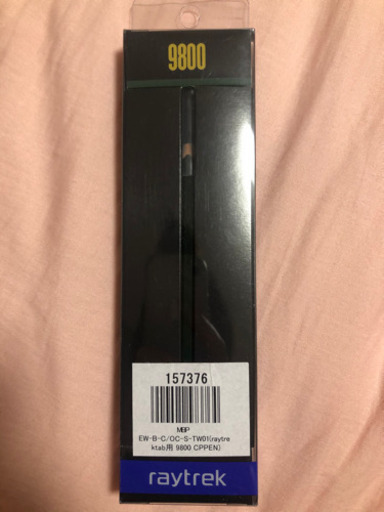 9800
157376
MBP
EW-B-C/OC-S-TW01(raytre
ktab用 9800 CPPEN)
raytrek